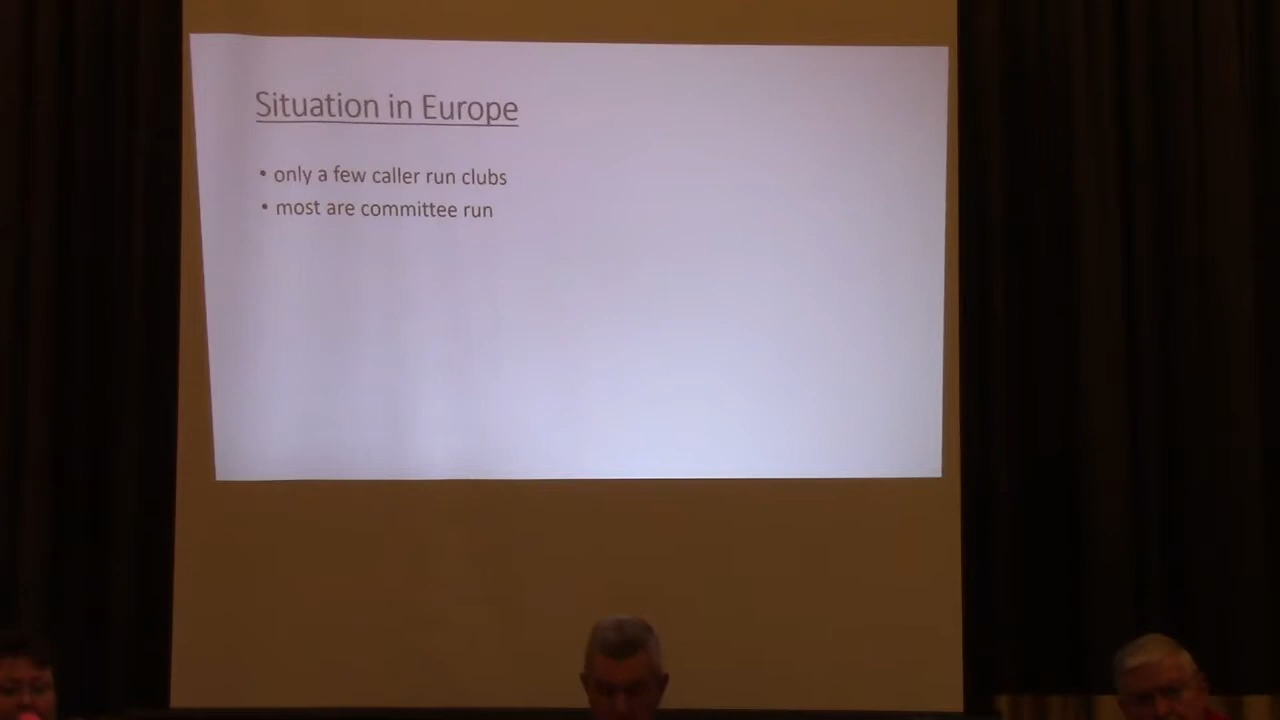 Situation in Europe
• only a few caller run clubs
• most are committee run